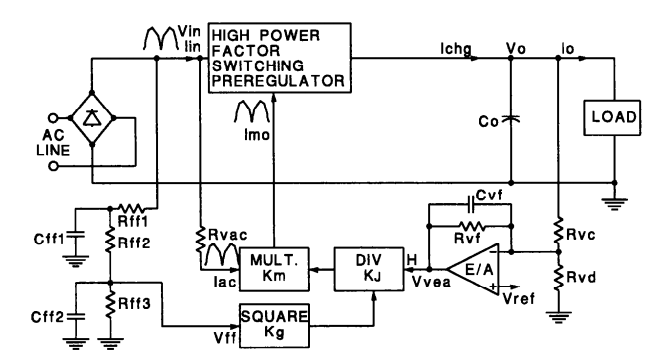 Vin
Iin
HIGH POWER
FACTOR
SWITCHING
PREREGULATOR
Ichg
Vo
io
AC
LINE
Imo
Co
LOAD
Cff1
Rff1
Rff2
Rvac
Cvf
Rvf
Rvc
Iac
MULT.
Km
DIV
KJ
H
Vvea
E/A
−
+
Vref
Rvd
Cff2
Rff3
Vff
SQUARE
Kg